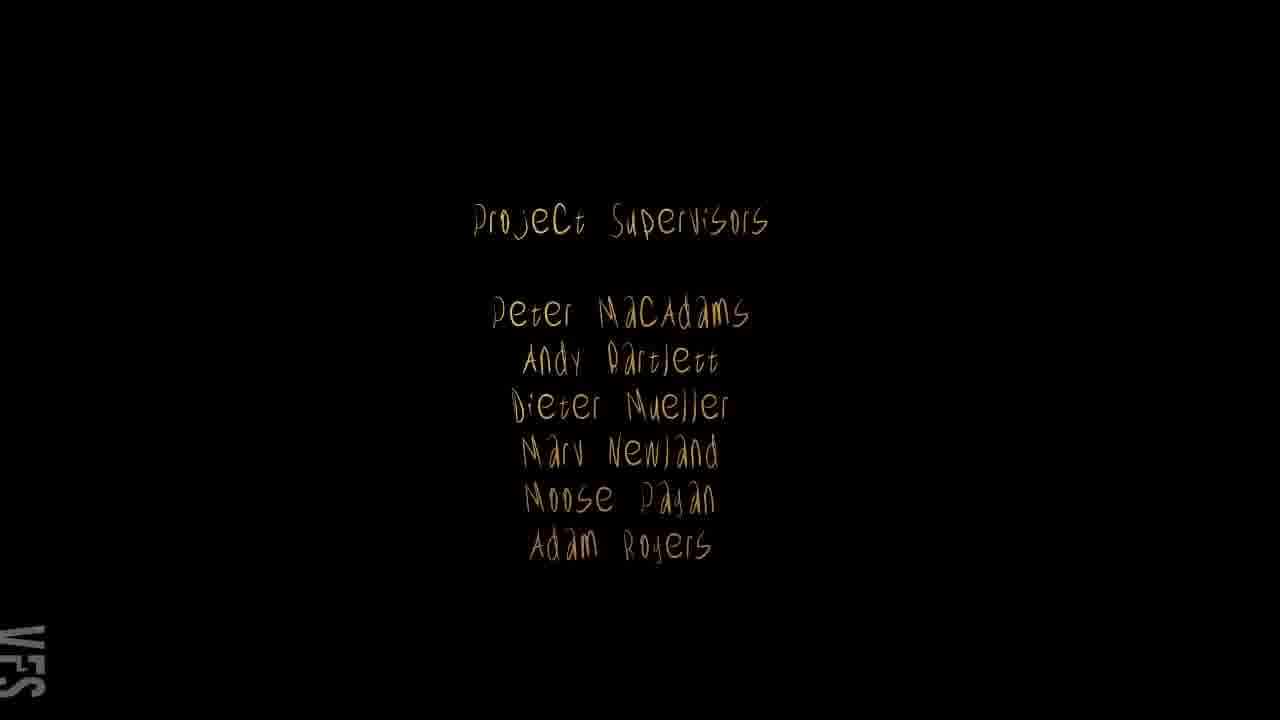 Project Supervisors
Peter MacAdams
Andy Bartlett
Dieter Mueller
Marv Newland
Moose Pagan
Adam Rogers
VFS